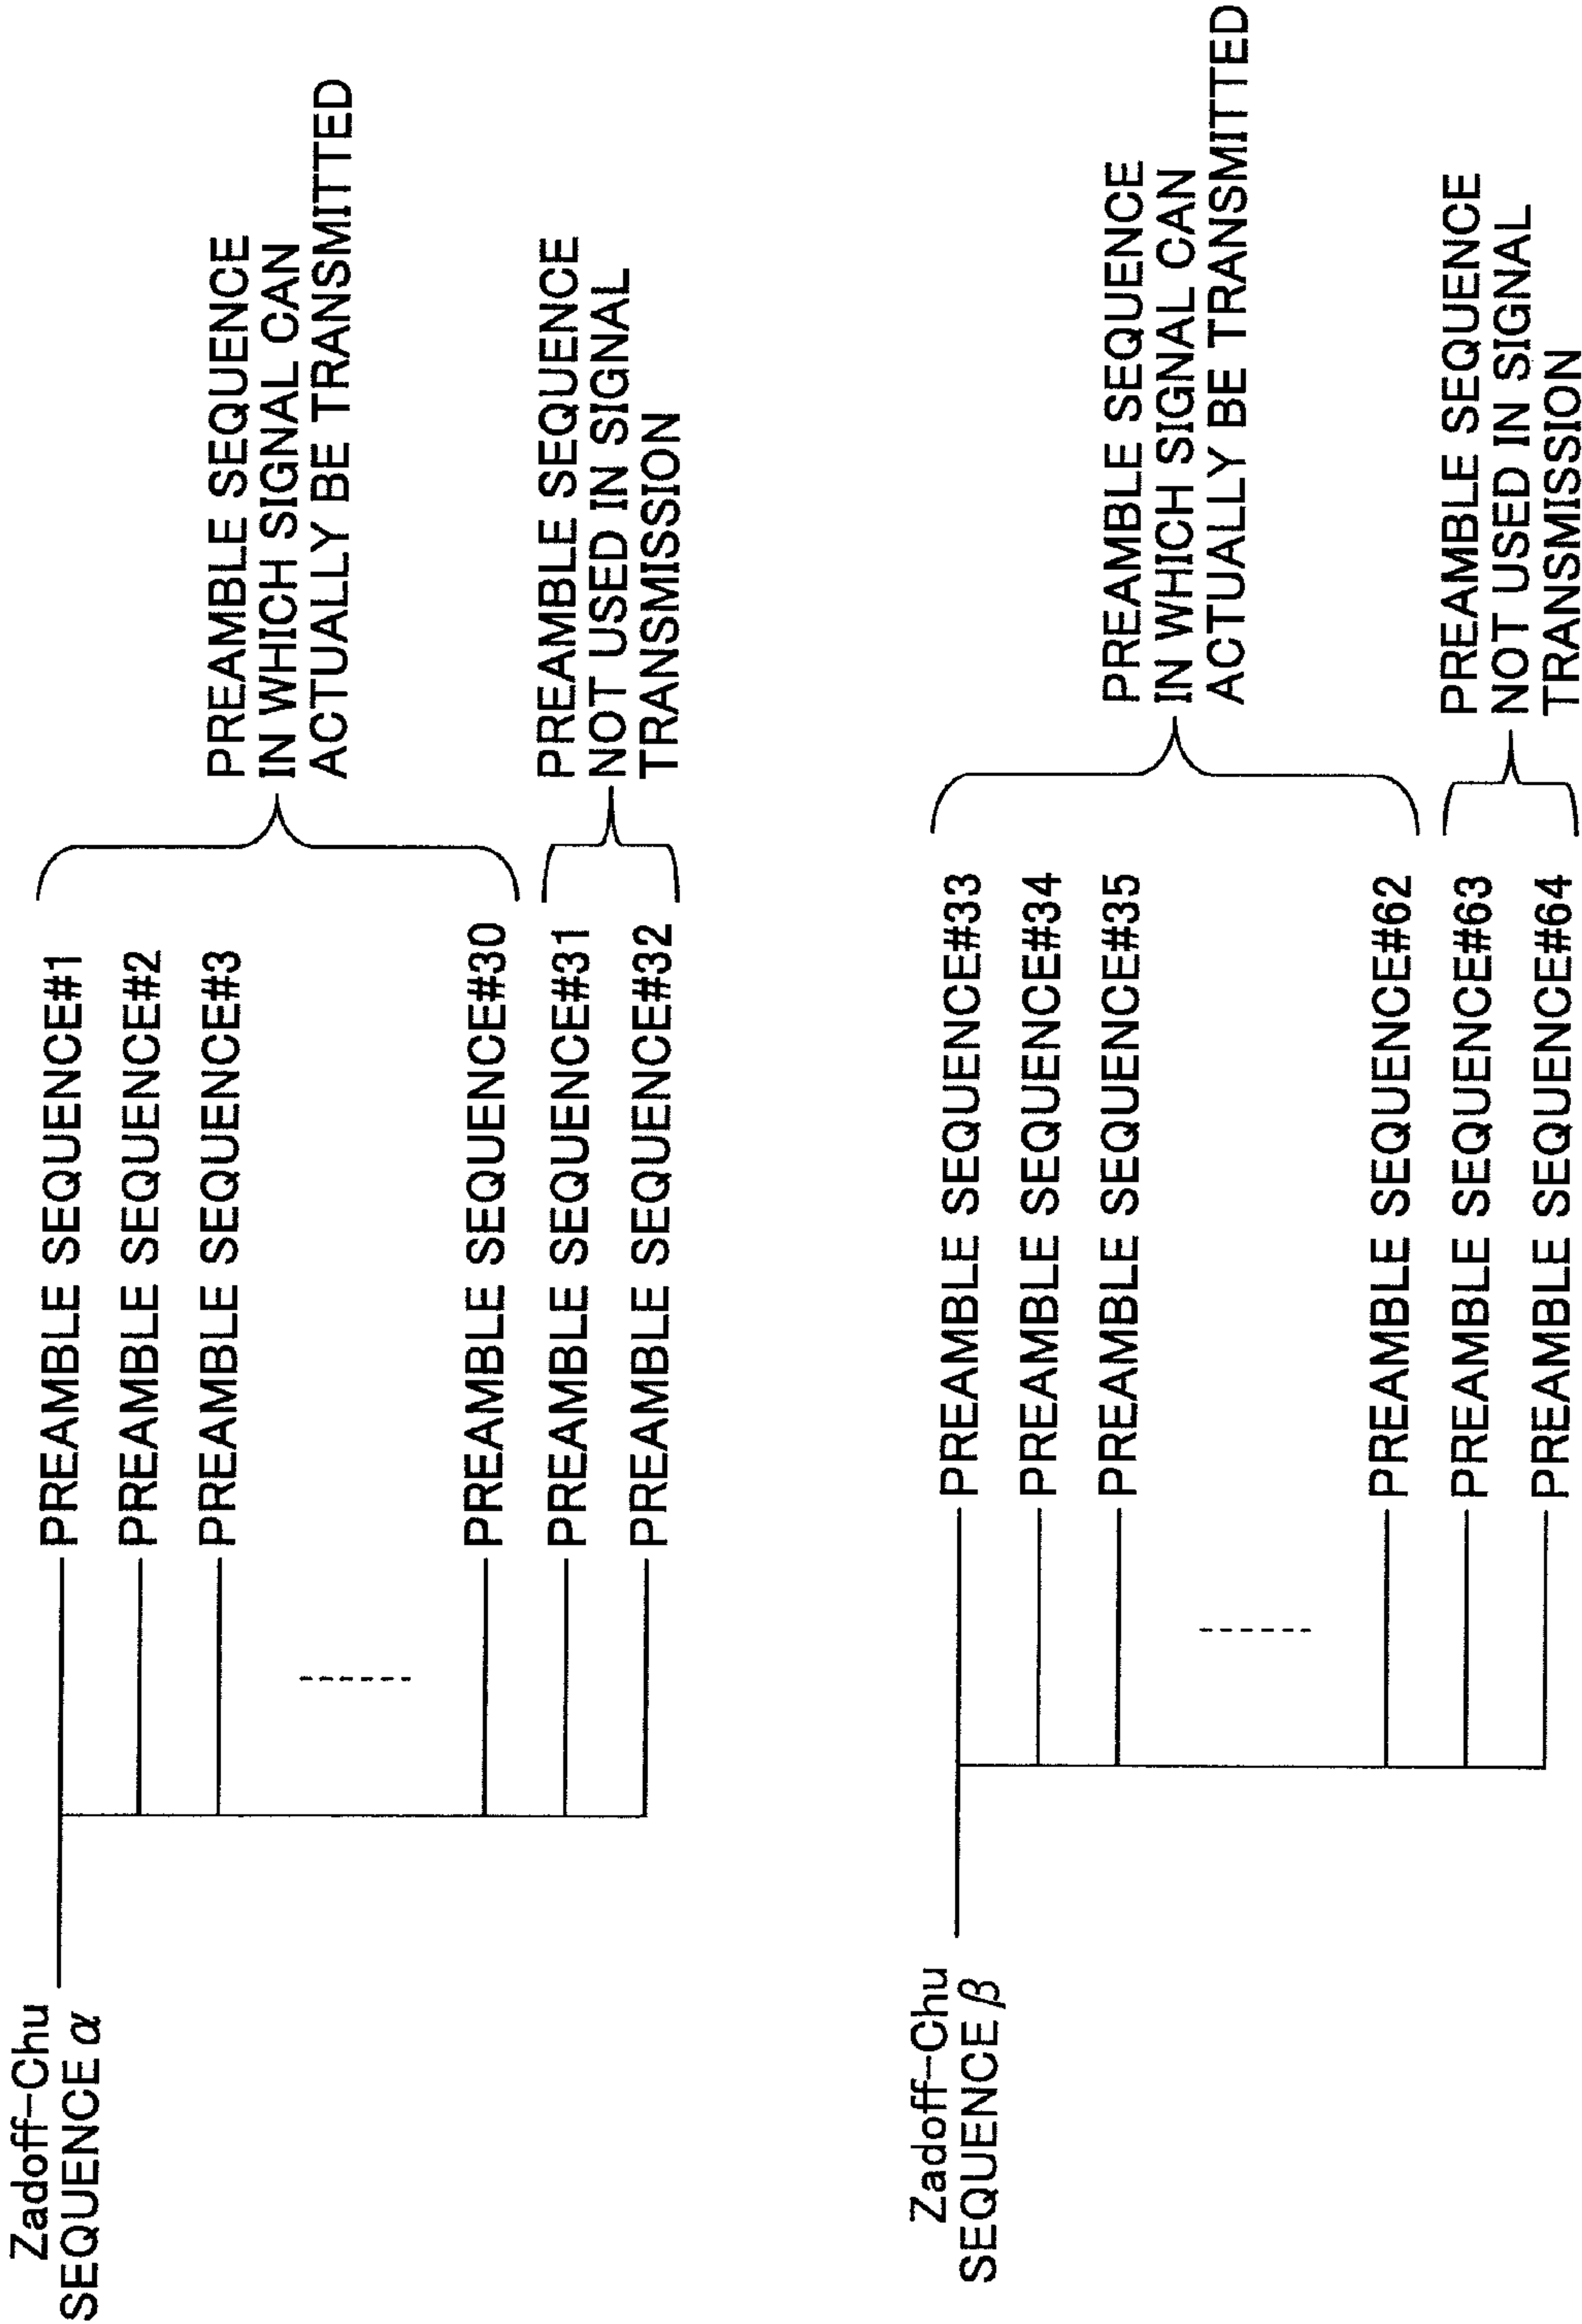 Zadoff-Chu
SEQUENCE α
PREAMBLE SEQUENCE#1
PREAMBLE SEQUENCE#2
PREAMBLE SEQUENCE#3
PREAMBLE SEQUENCE#30
PREAMBLE SEQUENCE#31
PREAMBLE SEQUENCE#32
PREAMBLE SEQUENCE
IN WHICH SIGNAL CAN
ACTUALLY BE TRANSMITTED
PREAMBLE SEQUENCE
NOT USED IN SIGNAL
TRANSMISSION
Zadoff-Chu
SEQUENCE β
PREAMBLE SEQUENCE#33
PREAMBLE SEQUENCE#34
PREAMBLE SEQUENCE#35
PREAMBLE SEQUENCE#62
PREAMBLE SEQUENCE#63
PREAMBLE SEQUENCE#64
PREAMBLE SEQUENCE
IN WHICH SIGNAL CAN
ACTUALLY BE TRANSMITTED
PREAMBLE SEQUENCE
NOT USED IN SIGNAL
TRANSMISSION